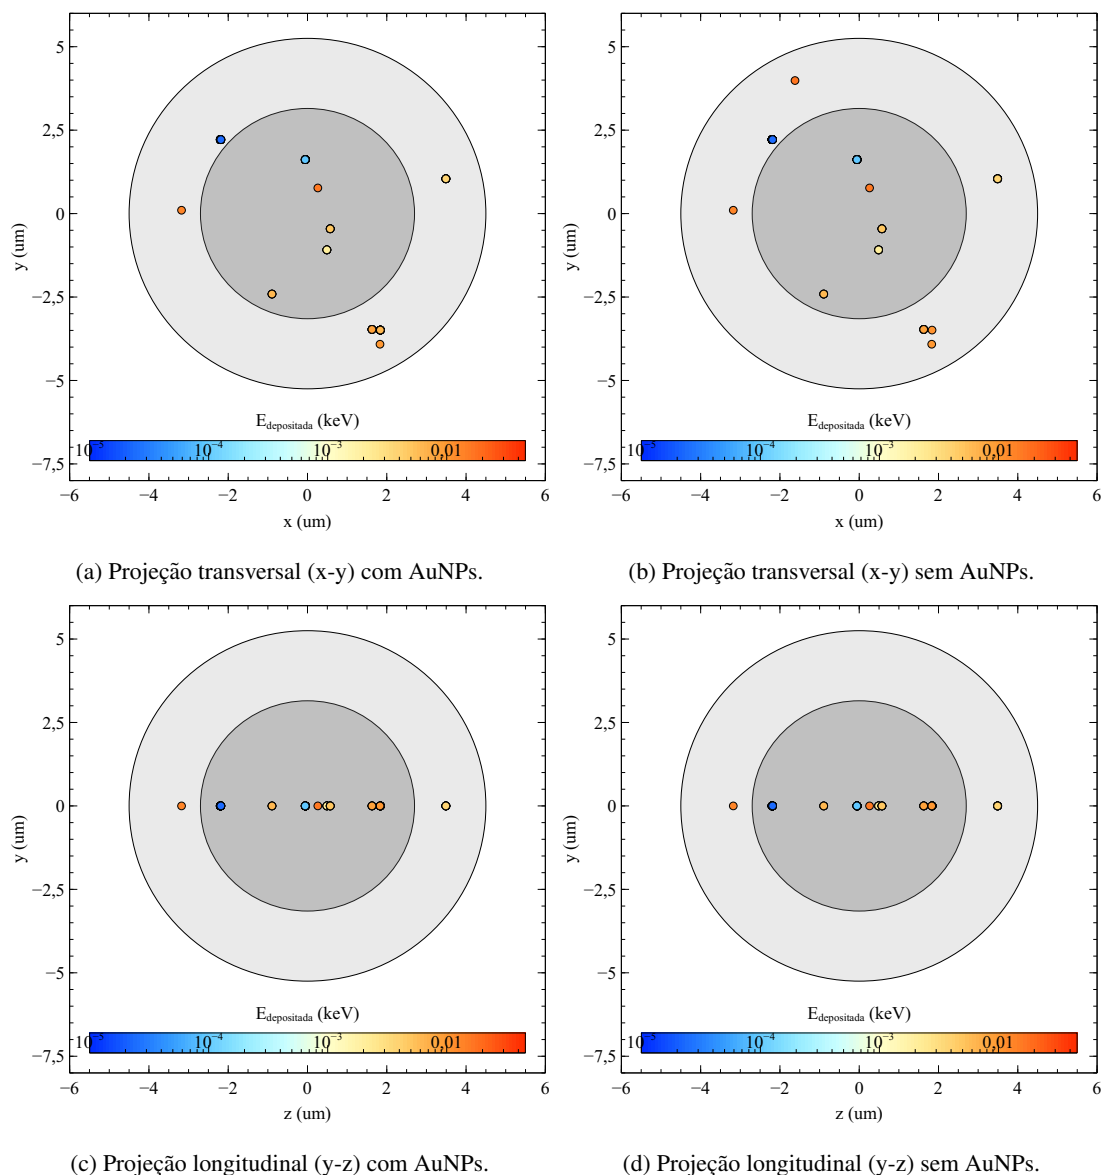 5
2,5
0
−2,5
−5
−7,5
y (um)
E depositada (keV)
10⁻⁵ 10⁻⁴ 10⁻³ 0,01
−6 −4 −2 0 2 4 6
x (um)
(a) Projeção transversal (x-y) com AuNPs.
5
2,5
0
−2,5
−5
−7,5
y (um)
E depositada (keV)
10⁻⁵ 10⁻⁴ 10⁻³ 0,01
−6 −4 −2 0 2 4 6
x (um)
(b) Projeção transversal (x-y) sem AuNPs.
5
2,5
0
−2,5
−5
−7,5
y (um)
E depositada (keV)
10⁻⁵ 10⁻⁴ 10⁻³ 0,01
−6 −4 −2 0 2 4 6
z (um)
(c) Projeção longitudinal (y-z) com AuNPs.
5
2,5
0
−2,5
−5
−7,5
y (um)
E depositada (keV)
10⁻⁵ 10⁻⁴ 10⁻³ 0,01
−6 −4 −2 0 2 4 6
z (um)
(d) Projeção longitudinal (y-z) sem AuNPs.